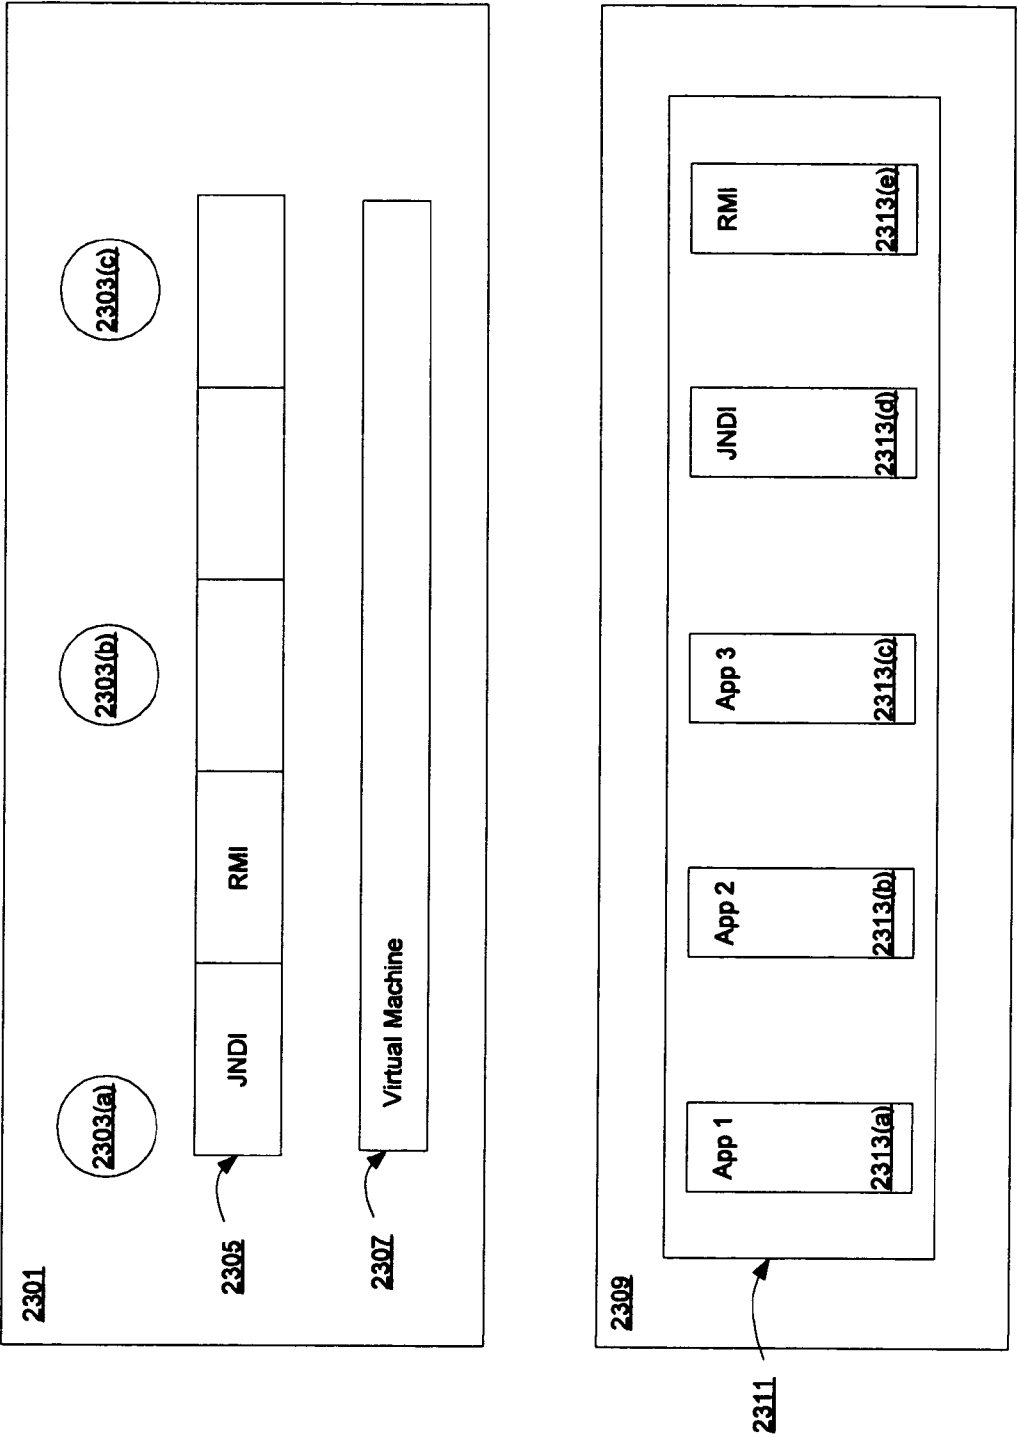 2301
2303(a)
2303(b)
2303(c)
2305
JNDI
RMI
2307
Virtual Machine
2309
2311
App 1
2313(a)
App 2
2313(b)
App 3
2313(c)
JNDI
2313(d)
RMI
2313(e)